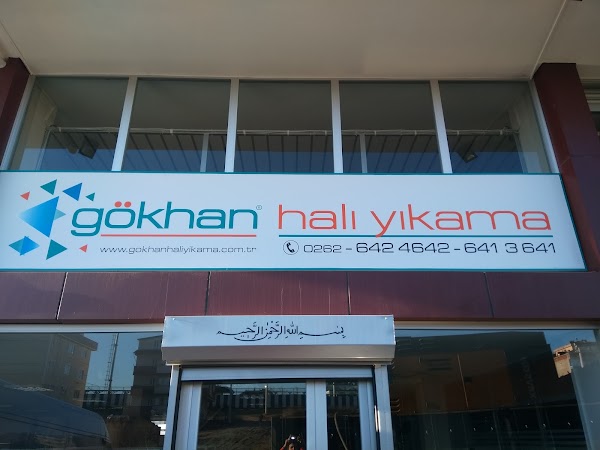 gökhan® halı yıkama
www.gokhanhaliyikama.com.tr 0262 - 642 4642 - 641 3 641
بسم الله الرحمن الرحيم